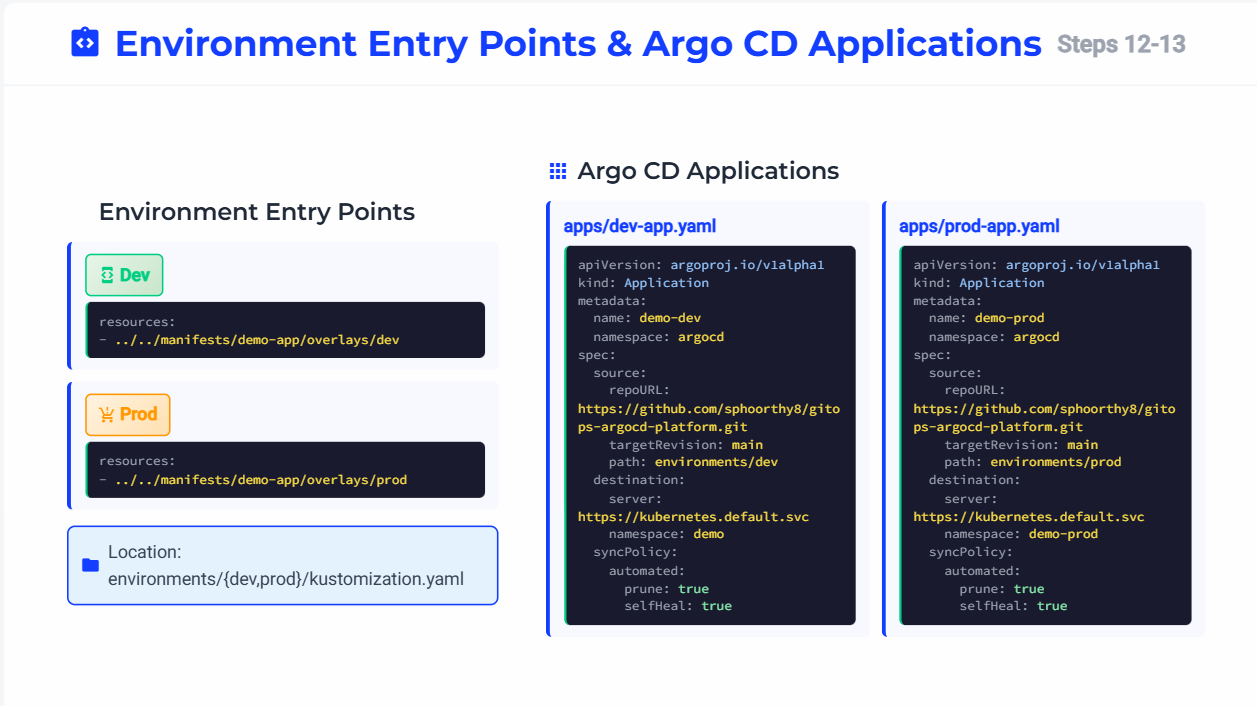 Environment Entry Points & Argo CD Applications Steps 12-13
Environment Entry Points
Dev
resources:
- ../../manifests/demo-app/overlays/dev
Prod
resources:
- ../../manifests/demo-app/overlays/prod
Location:
environments/{dev,prod}/kustomization.yaml
Argo CD Applications
apps/dev-app.yaml
apiVersion: argoproj.io/v1alpha1
kind: Application
metadata:
  name: demo-dev
  namespace: argocd
spec:
  source:
    repoURL:
https://github.com/sphoorthy8/gito
ps-argocd-platform.git
    targetRevision: main
    path: environments/dev
  destination:
    server:
https://kubernetes.default.svc
    namespace: demo
  syncPolicy:
    automated:
      prune: true
      selfHeal: true
apps/prod-app.yaml
apiVersion: argoproj.io/v1alpha1
kind: Application
metadata:
  name: demo-prod
  namespace: argocd
spec:
  source:
    repoURL:
https://github.com/sphoorthy8/gito
ps-argocd-platform.git
    targetRevision: main
    path: environments/prod
  destination:
    server:
https://kubernetes.default.svc
    namespace: demo-prod
  syncPolicy:
    automated:
      prune: true
      selfHeal: true